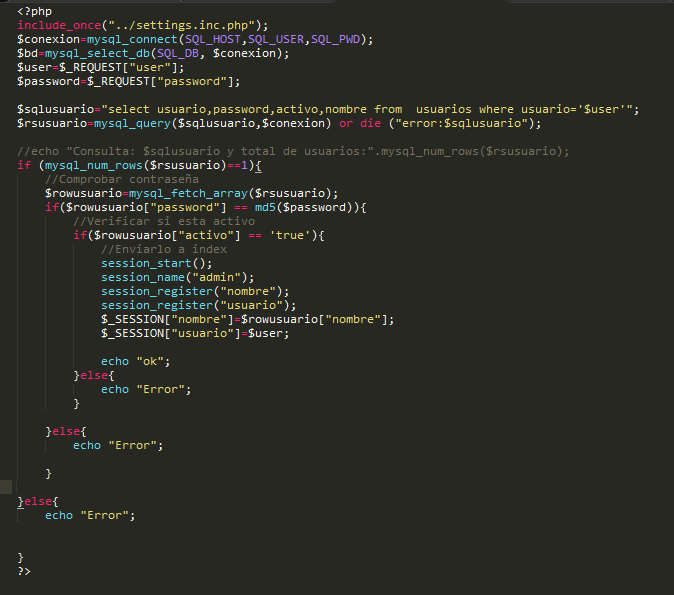 <?php
include_once("../settings.inc.php");
$conexion=mysql_connect(SQL_HOST,SQL_USER,SQL_PWD);
$bd=mysql_select_db(SQL_DB, $conexion);
$user=$_REQUEST["user"];
$password=$_REQUEST["password"];

$sqlusuario="select usuario,password,activo,nombre from  usuarios where usuario='$user'";
$rsusuario=mysql_query($sqlusuario,$conexion) or die ("error:$sqlusuario");

//echo "Consulta: $sqlusuario y total de usuarios:".mysql_num_rows($rsusuario);
if (mysql_num_rows($rsusuario)==1){
    //Comprobar contraseña
    $rowusuario=mysql_fetch_array($rsusuario);
    if($rowusuario["password"] == md5($password)){
        //Verificar si esta activo
        if($rowusuario["activo"] == 'true'){
            //Enviarlo a index
            session_start();
            session_name("admin");
            session_register("nombre");
            session_register("usuario");
            $_SESSION["nombre"]=$rowusuario["nombre"];
            $_SESSION["usuario"]=$user;

            echo "ok";
        }else{
            echo "Error";
        }

    }else{
        echo "Error";

    }

}else{
    echo "Error";


}
?>